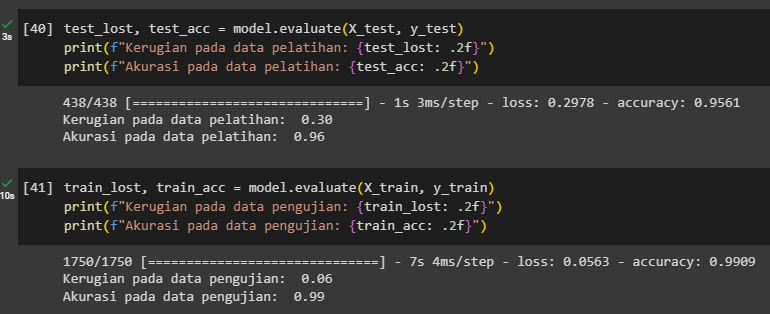 [40] test_lost, test_acc = model.evaluate(X_test, y_test)
3s
print(f"Kerugian pada data pelatihan: {test_lost: .2f}")
print(f"Akurasi pada data pelatihan: {test_acc: .2f}")
438/438 [==============================] - 1s 3ms/step - loss: 0.2978 - accuracy: 0.9561
Kerugian pada data pelatihan:  0.30
Akurasi pada data pelatihan:  0.96
[41] train_lost, train_acc = model.evaluate(X_train, y_train)
10s
print(f"Kerugian pada data pengujian: {train_lost: .2f}")
print(f"Akurasi pada data pengujian: {train_acc: .2f}")
1750/1750 [==============================] - 7s 4ms/step - loss: 0.0563 - accuracy: 0.9909
Kerugian pada data pengujian:  0.06
Akurasi pada data pengujian:  0.99